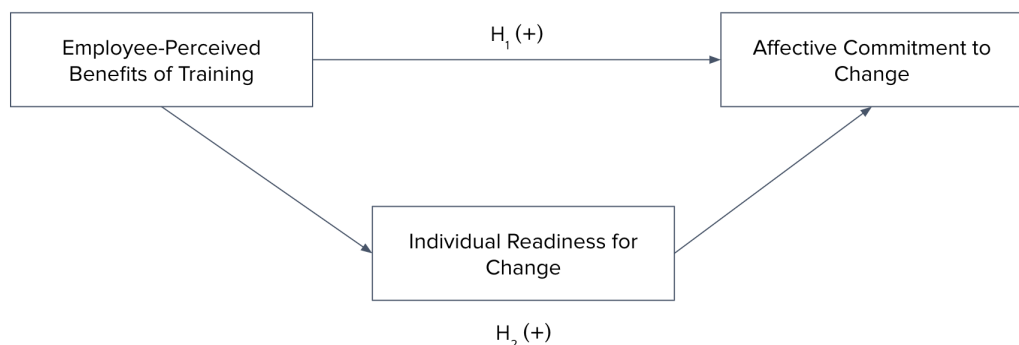 H₁ (+)
Employee-Perceived
Benefits of Training
Affective Commitment to
Change
Individual Readiness for
Change
H₂ (+)